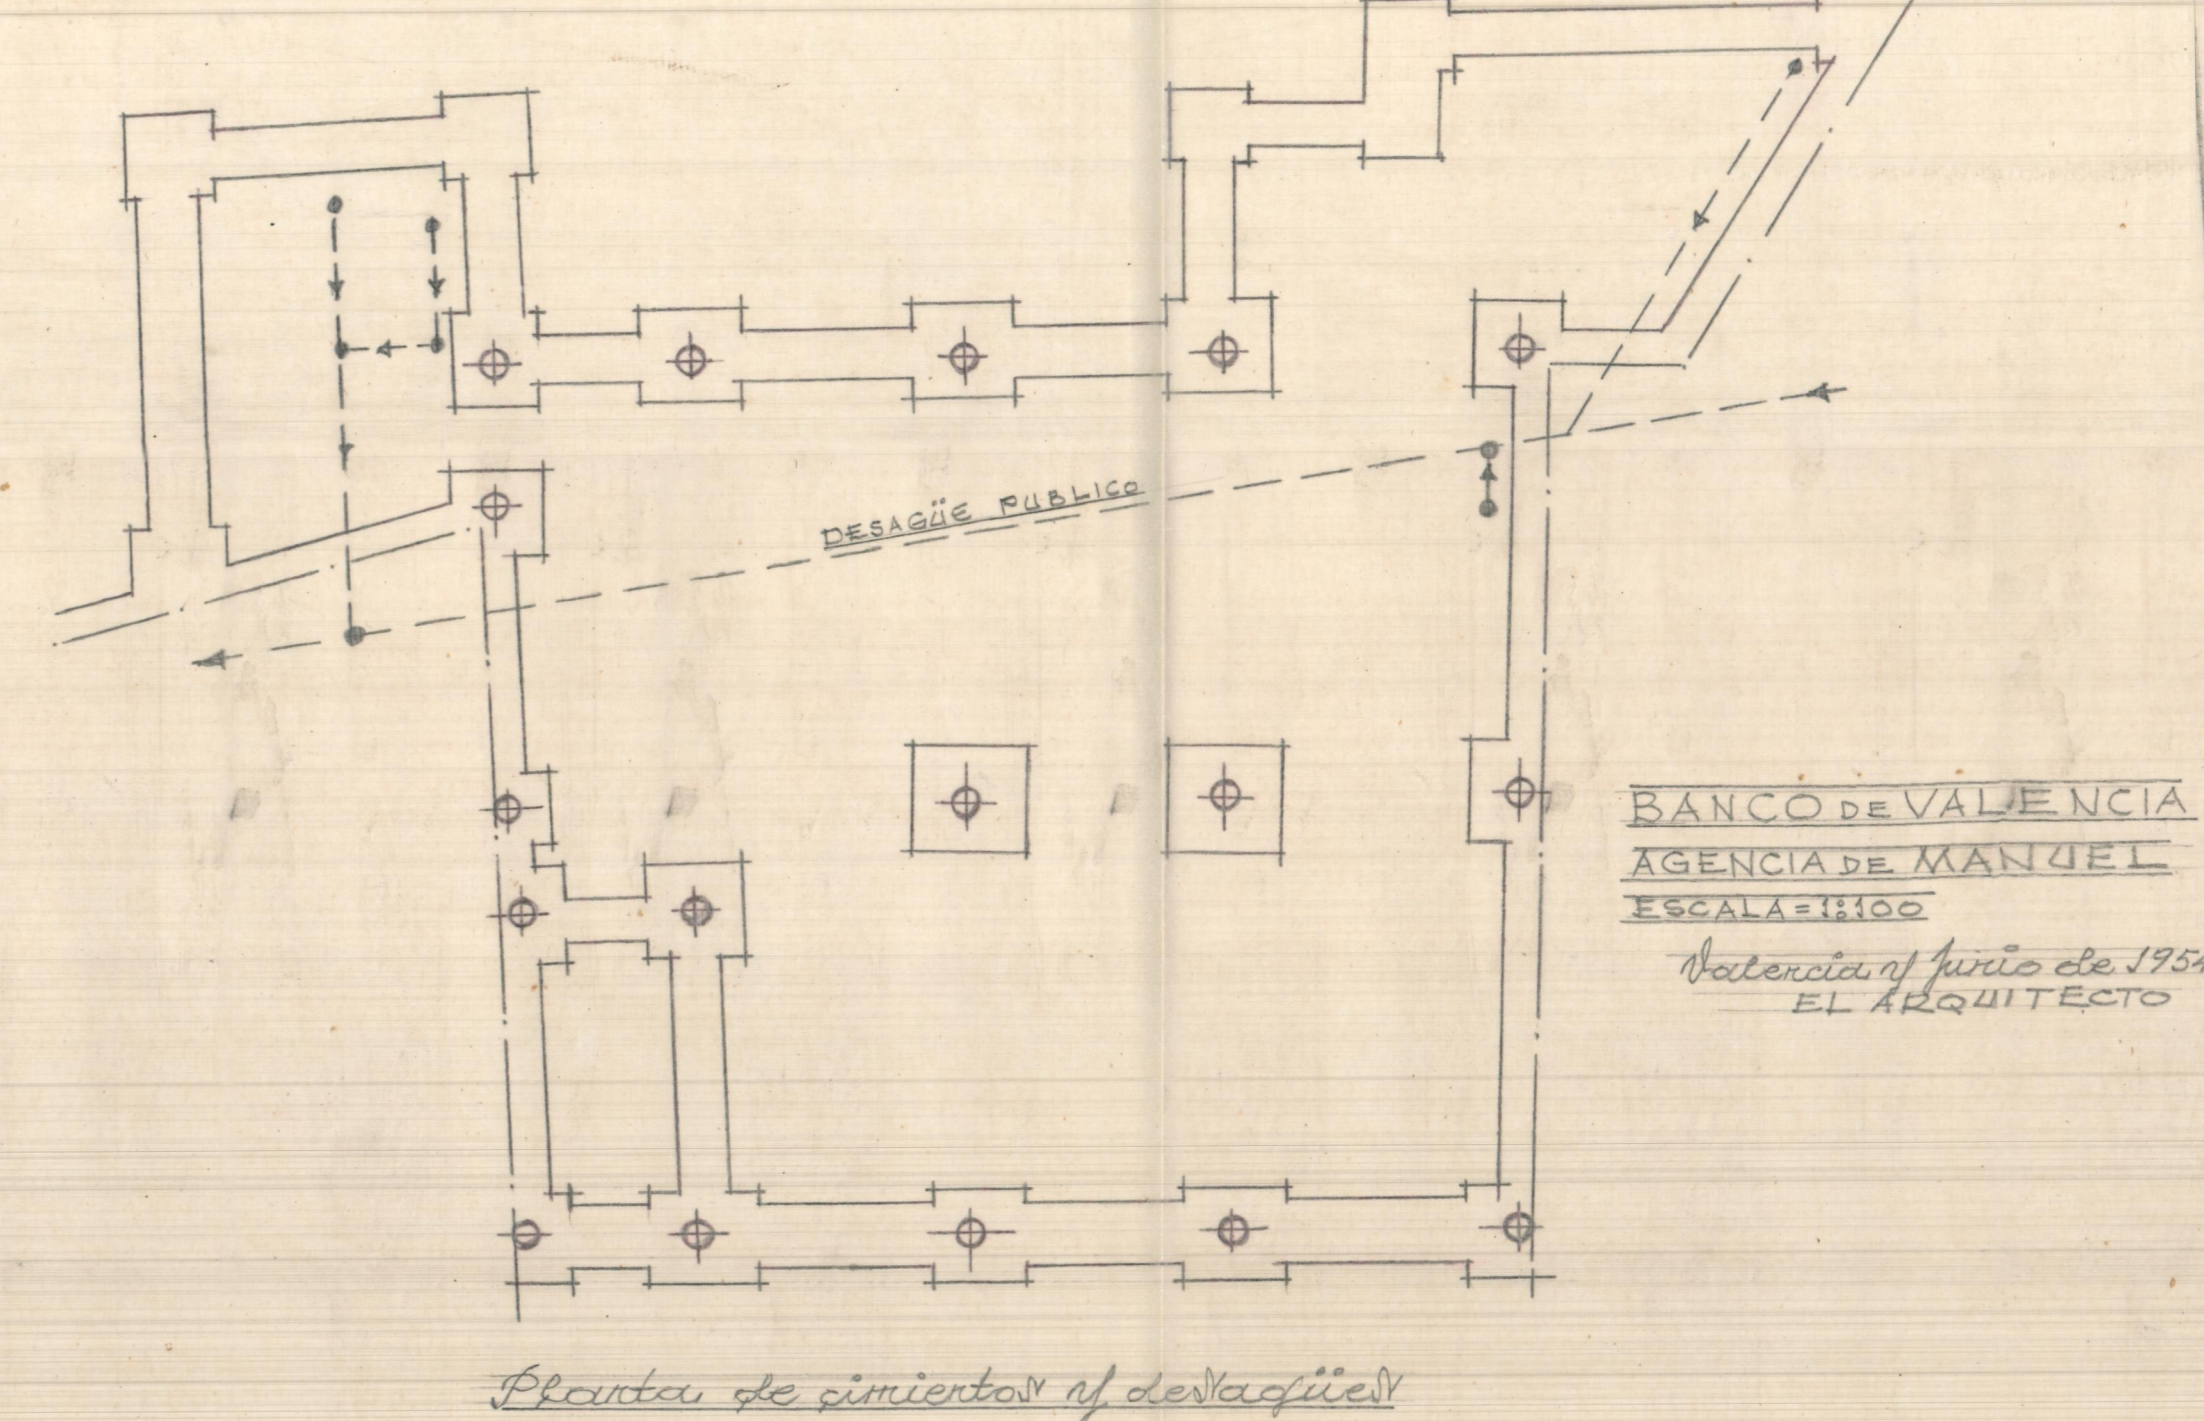 DESAGÜE PUBLICO
BANCO DE VALENCIA
AGENCIA DE MANUEL
ESCALA = 1:100
Valencia y Junio de 195
EL ARQUITECTO
Planta de cimientos y desagües